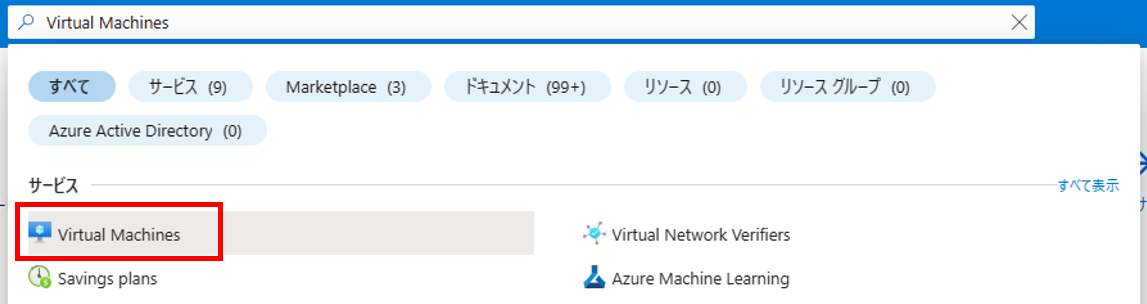 Virtual Machines
すべて サービス (9) Marketplace (3) ドキュメント (99+) リソース (0) リソース グループ (0)
Azure Active Directory (0)
サービス すべて表示
Virtual Machines Virtual Network Verifiers
Savings plans Azure Machine Learning